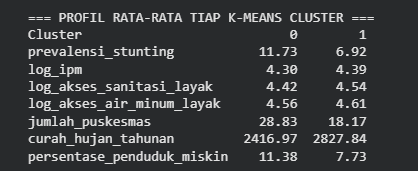 === PROFIL RATA-RATA TIAP K-MEANS CLUSTER ===
Cluster 0 1
prevalensi_stunting 11.73 6.92
log_ipm 4.30 4.39
log_akses_sanitasi_layak 4.42 4.54
log_akses_air_minum_layak 4.56 4.61
jumlah_puskesmas 28.83 18.17
curah_hujan_tahunan 2416.97 2827.84
persentase_penduduk_miskin 11.38 7.73